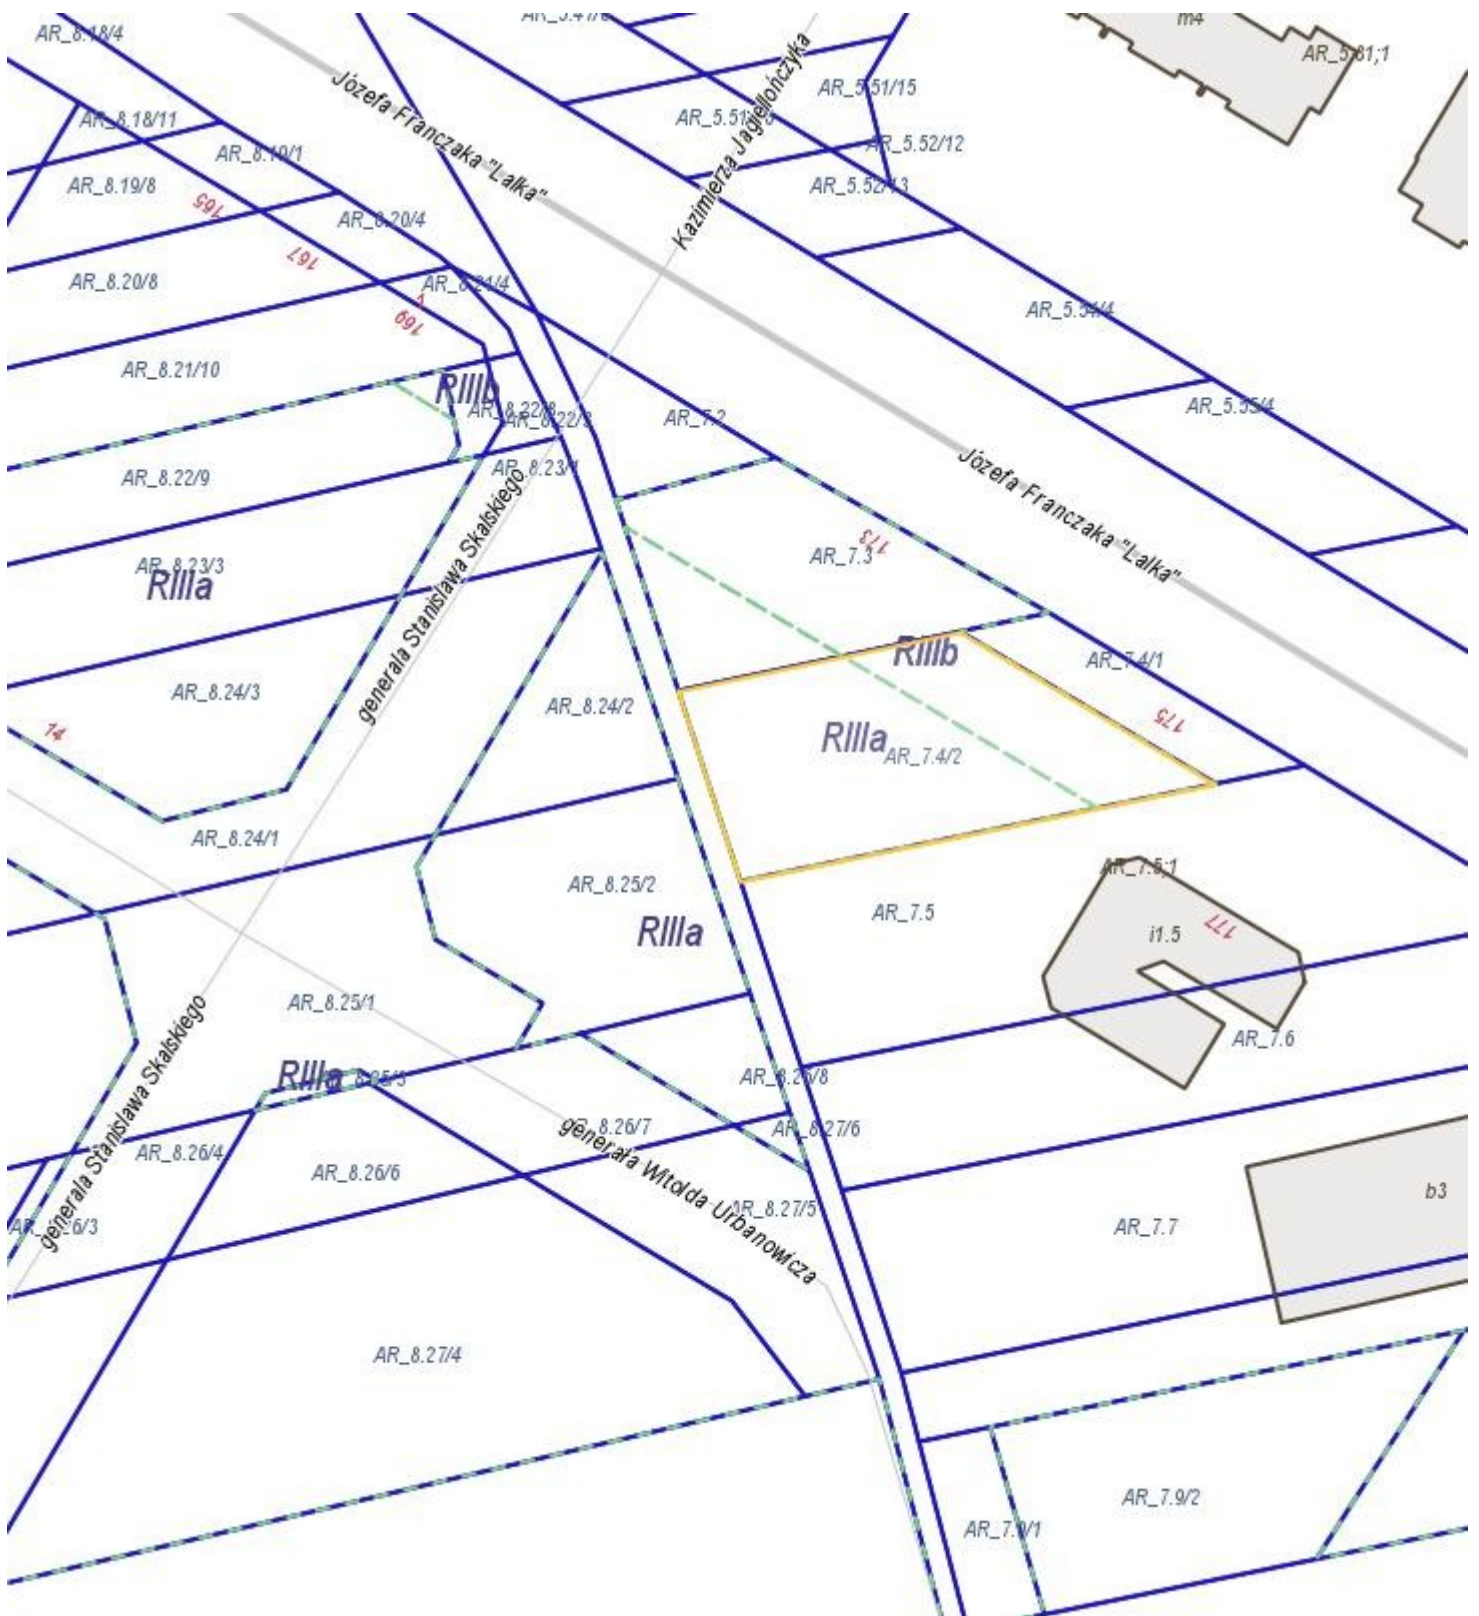 m4
AR_8.18/4
AR_5.81;1
Józefa Franczaka "Lalka"
Kazimierza Jagiellończyka
AR_5.51/15
AR_8.18/11
AR_5.52/12
AR_8.19/8
AR_5.52/13
165
AR_8.20/4
167
AR_8.20/8
AR_8.21/4
169
AR_5.54/4
AR_8.21/10
RIIIb
AR_5.55/4
AR_8.22/8
AR_8.22/3
AR_7.2
AR_8.22/9
AR_8.23/1
Józefa Franczaka "Lalka"
173
AR_7.3
AR_8.23/3
RIIIa
generała Stanisława Skalskiego
RIIIb
AR_7.4/1
AR_8.24/3
AR_8.24/2
175
14
RIIIa
AR_7.4/2
AR_8.24/1
AR_7.5;1
AR_8.25/2
AR_7.5
177
RIIIa
i1.5
AR_8.25/1
generała Stanisława Skalskiego
AR_7.6
RIIIa
AR_8.26/8
AR_8.26/7
AR_8.27/6
generała Witolda Urbanowicza
AR_8.26/4
AR_8.26/6
b3
AR_8.27/5
AR_7.7
AR_8.27/4
AR_7.9/2
AR_7.9/1